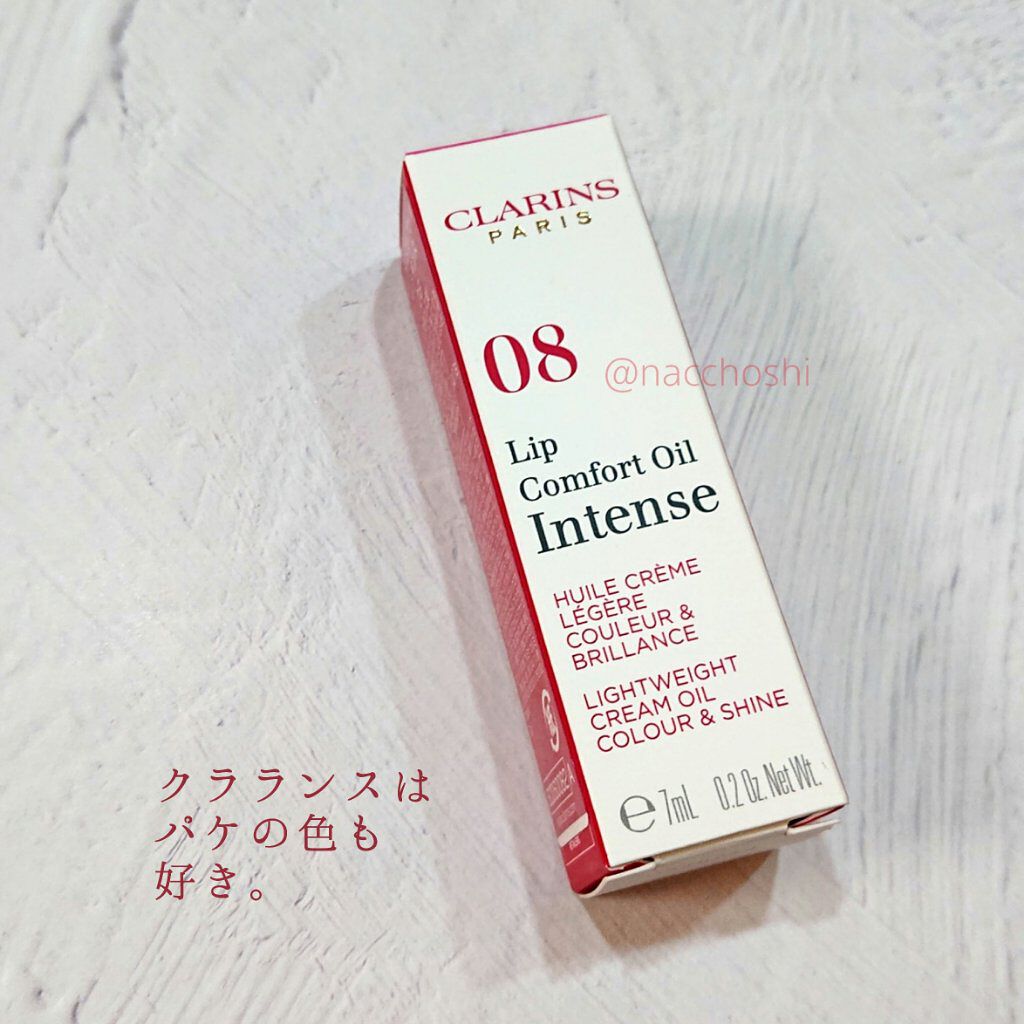 CLARINS
PARIS
08
@nacchoshi
Lip
Comfort Oil
Intense
HUILE CRÈME
LÉGÈRE
COULEUR &
BRILLANCE
LIGHTWEIGHT
CREAM OIL
COLOUR & SHINE
℮ 7mL 0.2 Oz. Net Wt.
クラランスは
パケの色も
好き。